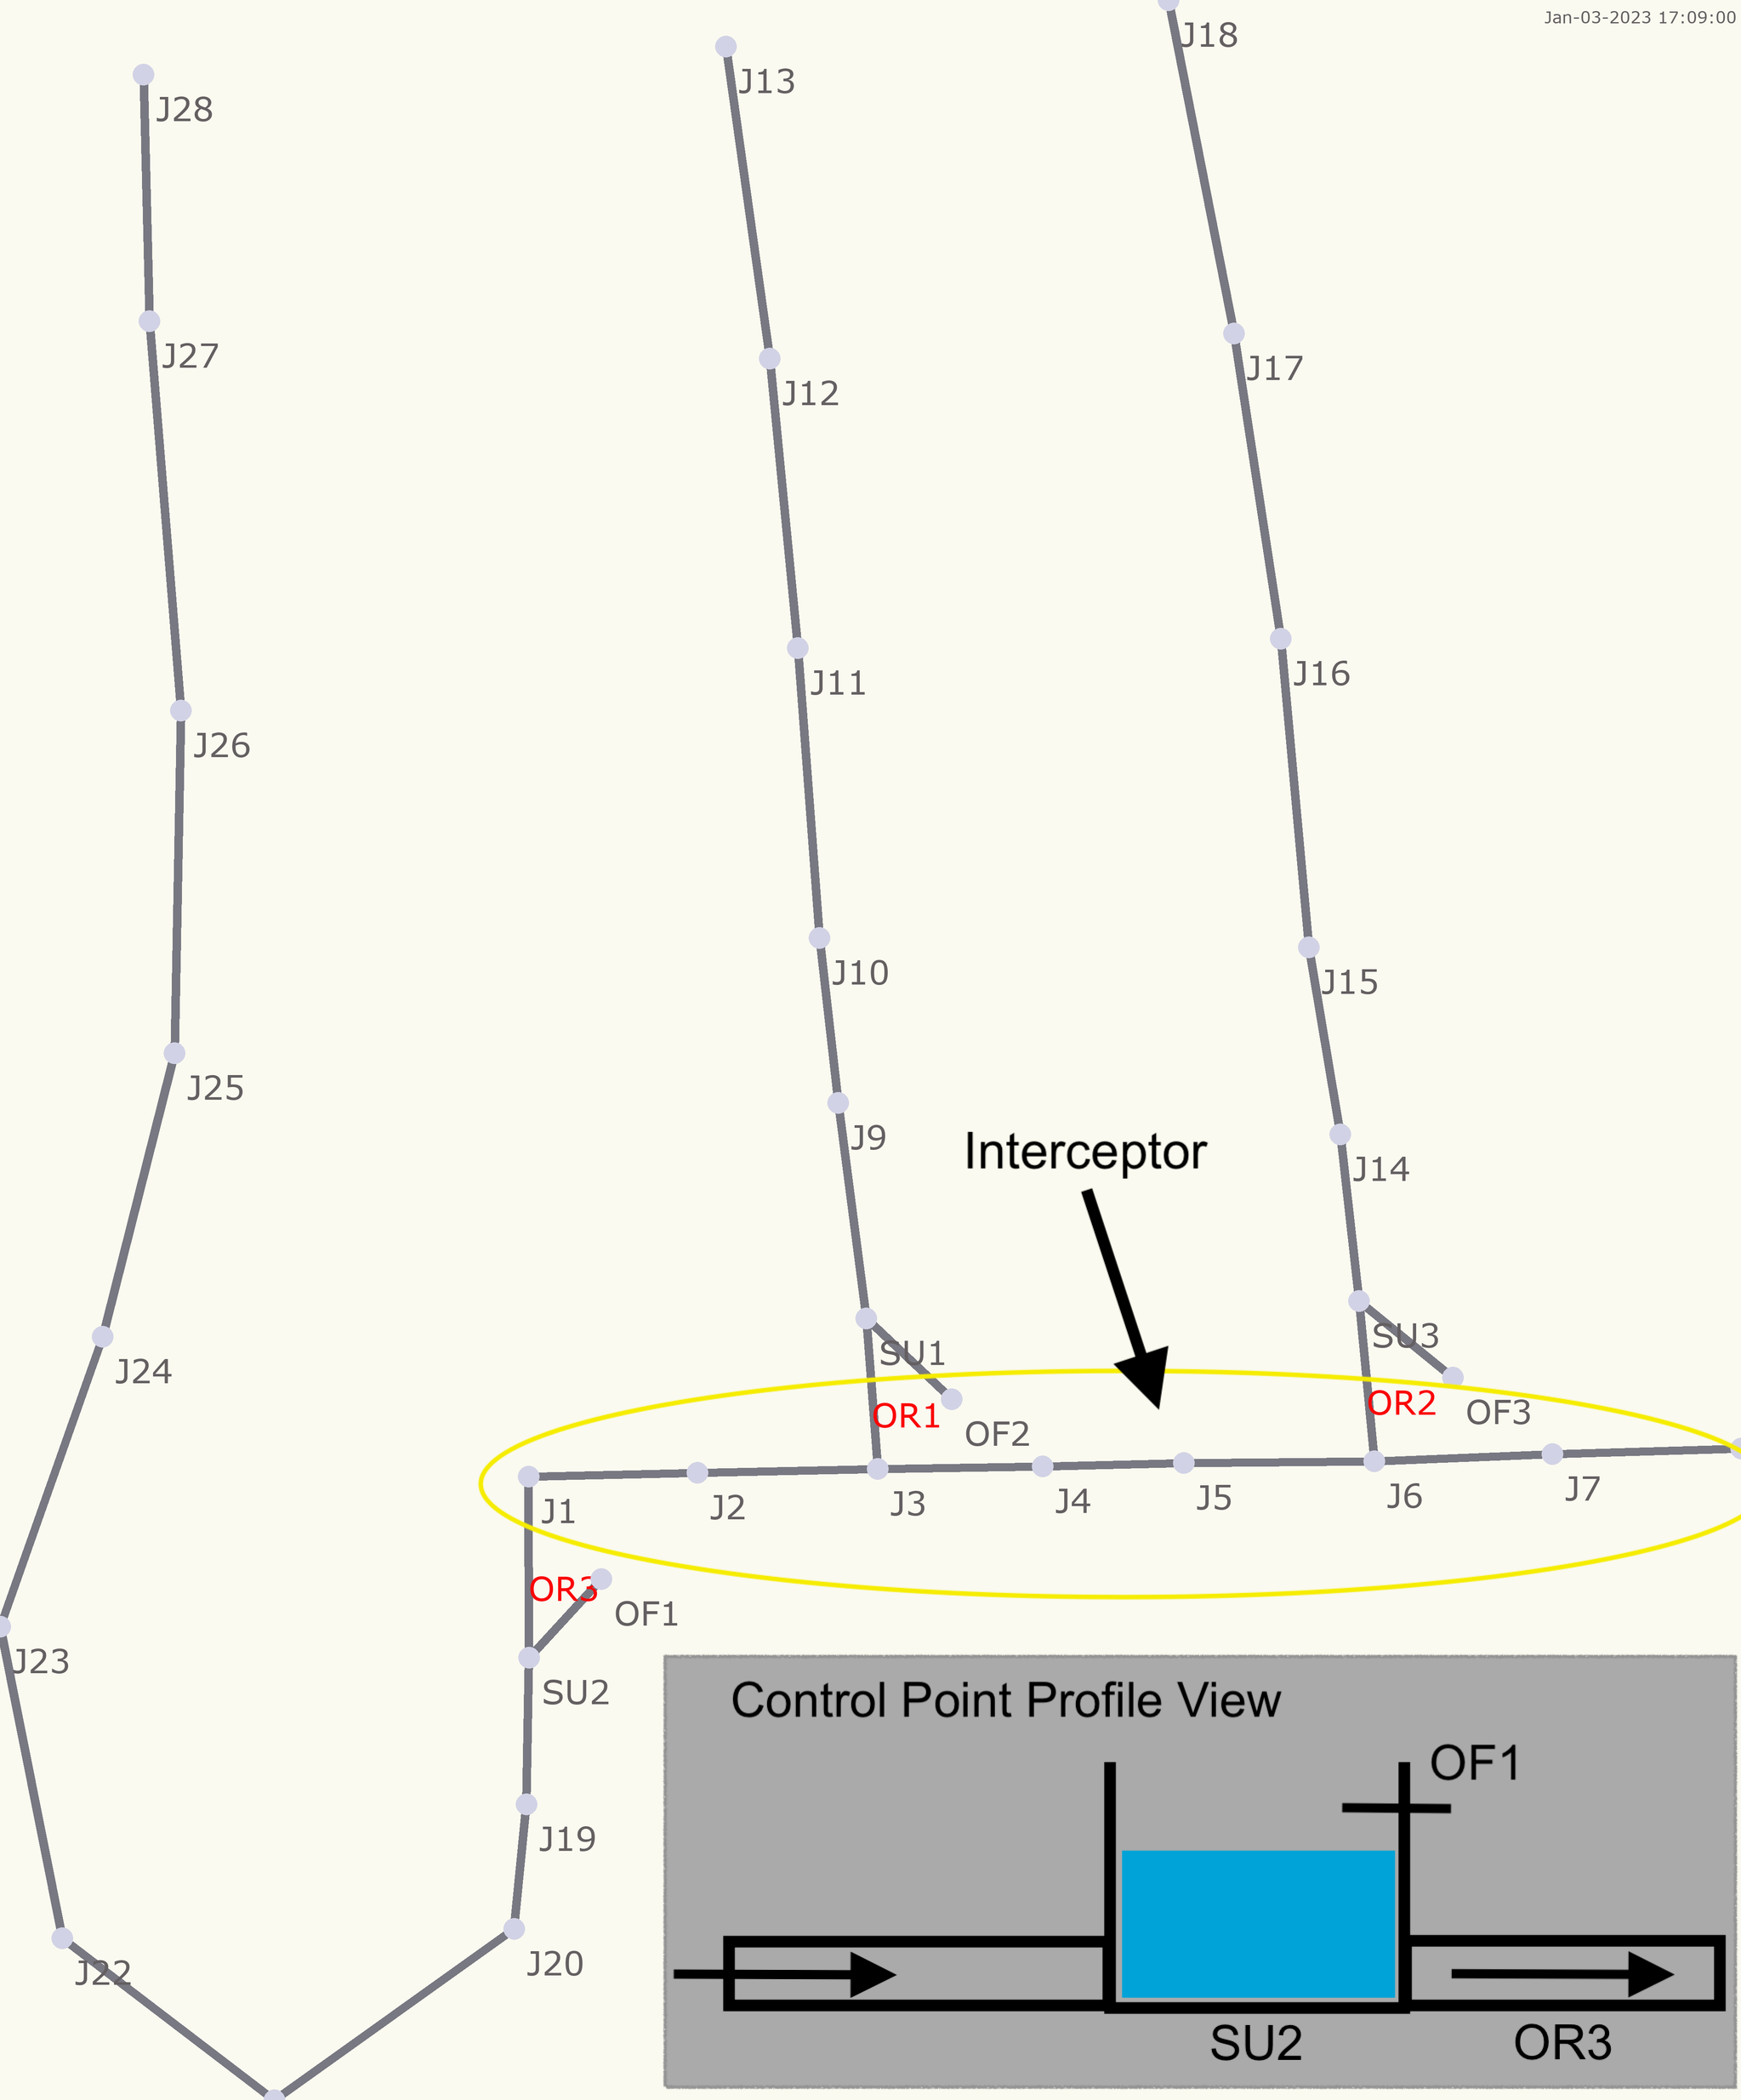 Jan-03-2023 17:09:00
J18
J13
J28
J27
J17
J12
J16
J11
J26
J10
J15
J25
J9
Interceptor
J14
SU3
SU1
J24
OR2
OF3
OR1
OF2
J7
J6
J5
J4
J3
J2
J1
OR3
OF1
J23
SU2
Control Point Profile View
OF1
J19
J20
J22
SU2
OR3